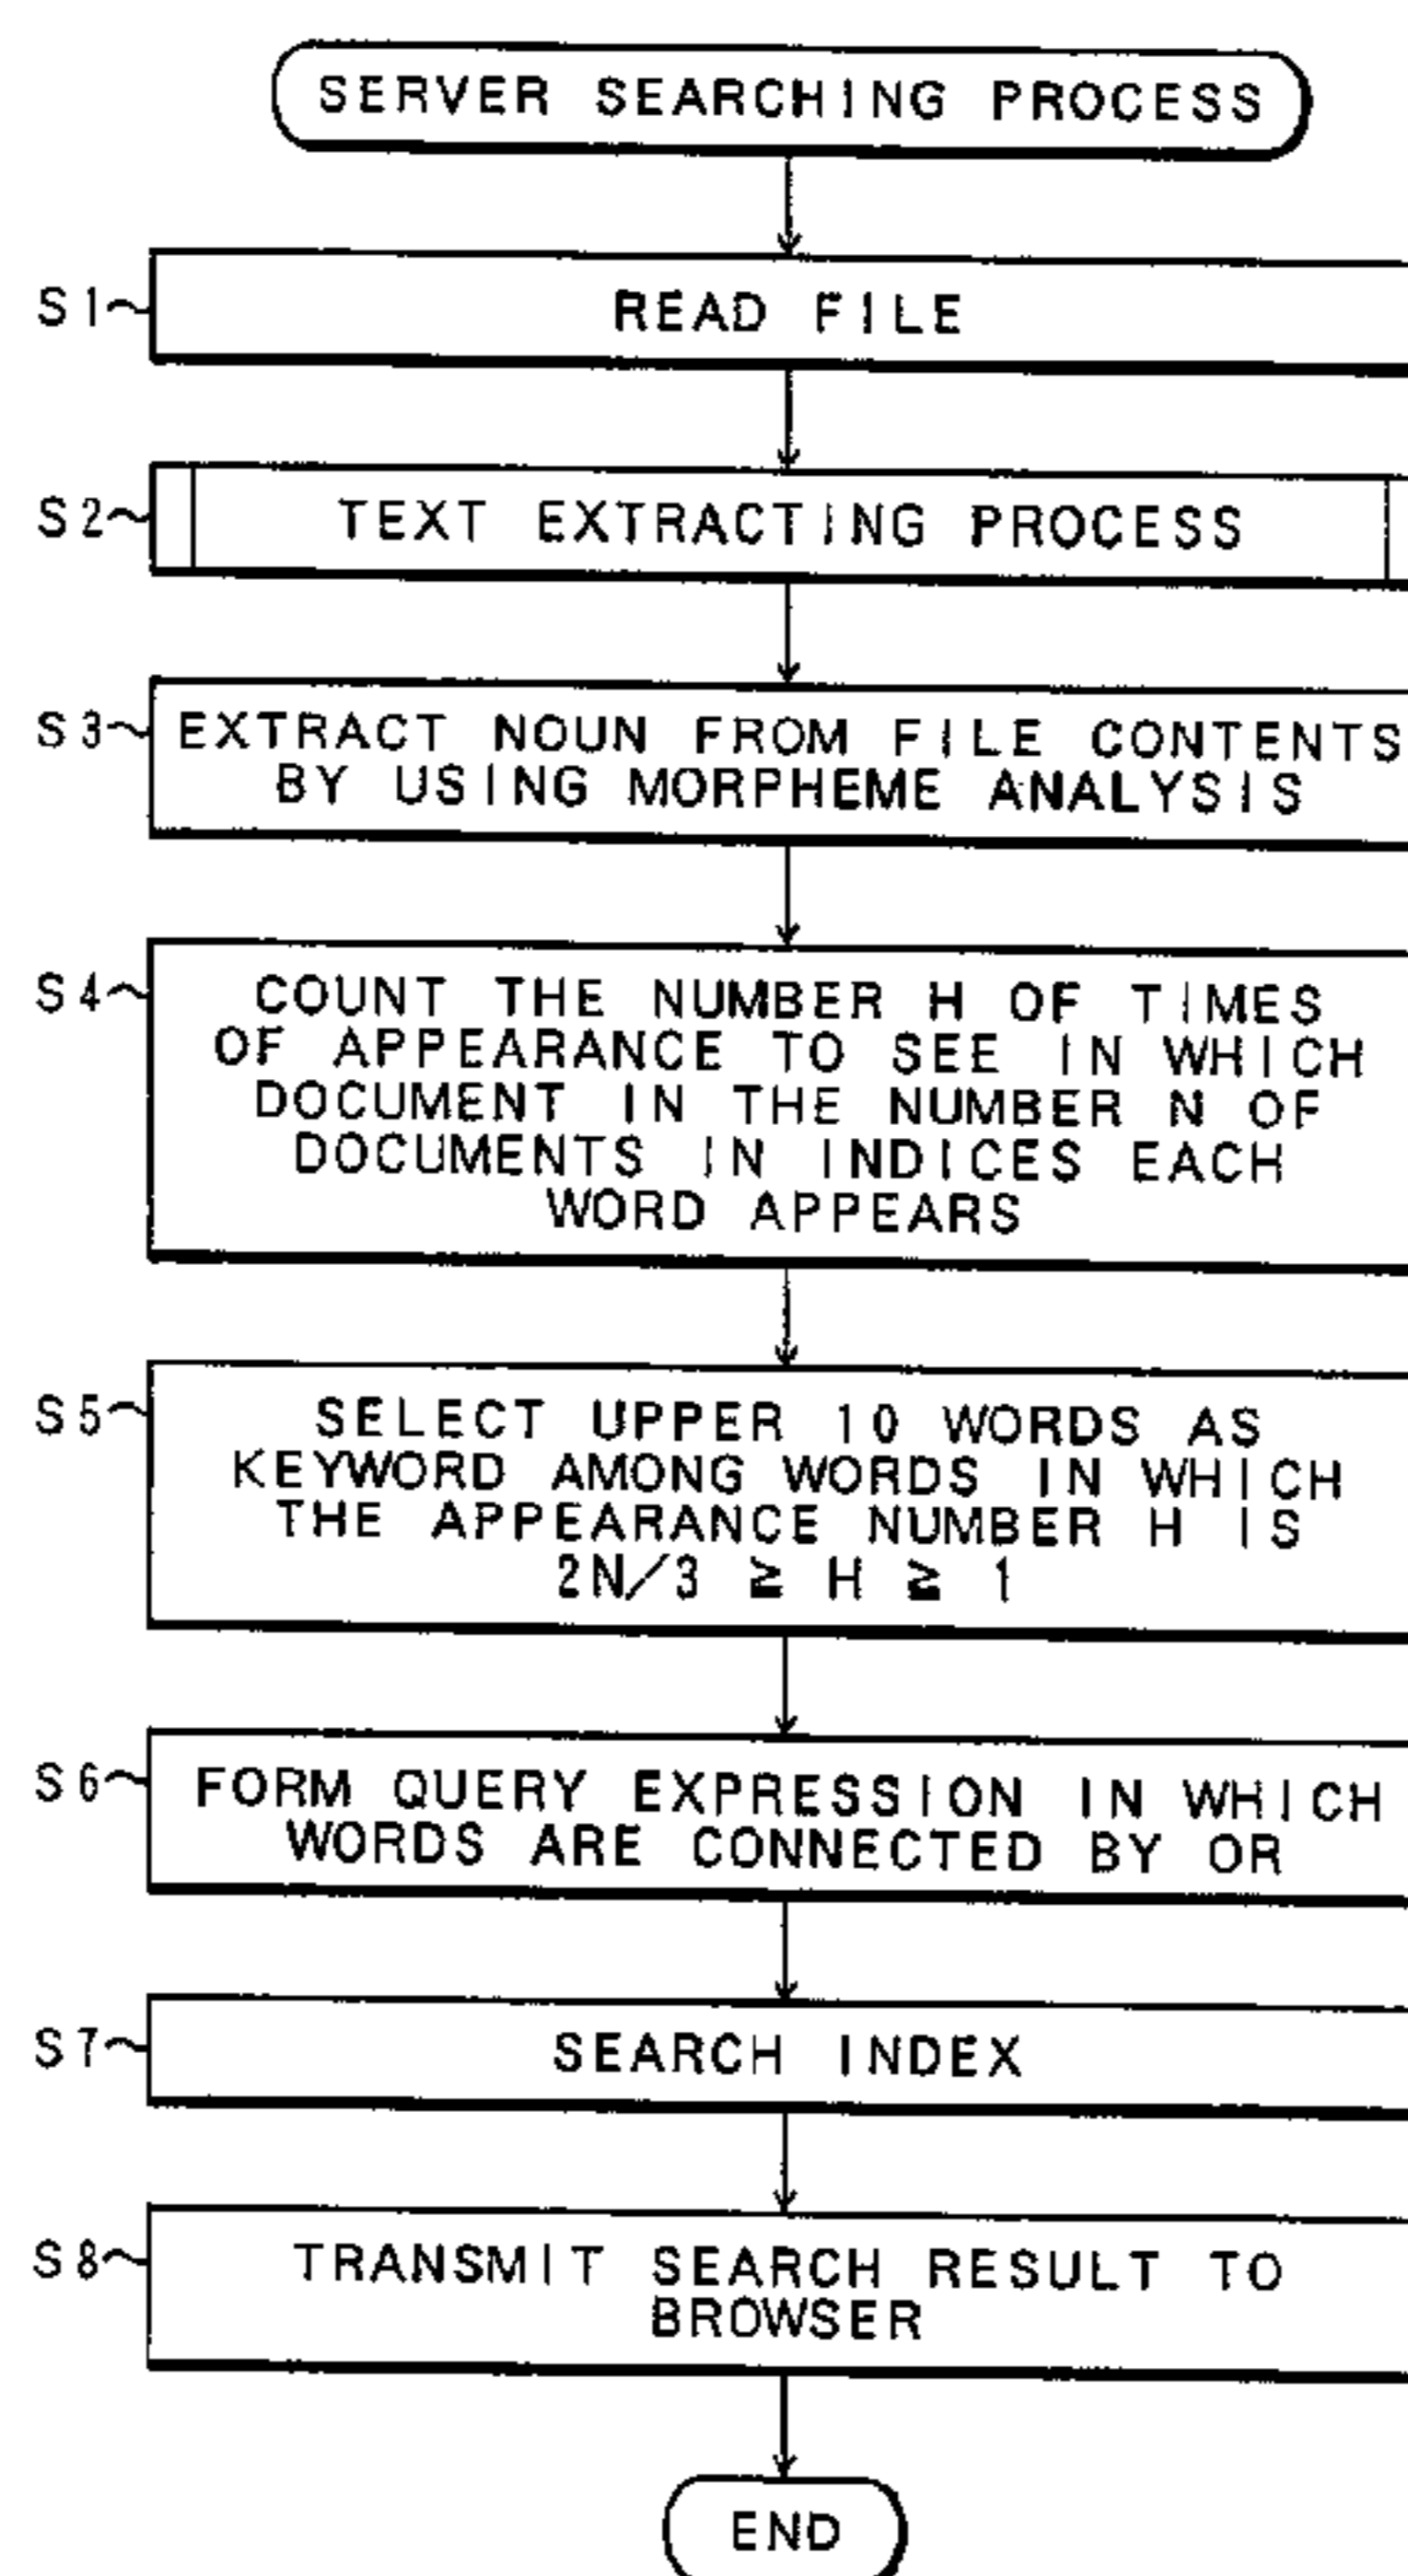 SERVER SEARCHING PROCESS
S1
READ FILE
S2
TEXT EXTRACTING PROCESS
S3
EXTRACT NOUN FROM FILE CONTENTS
BY USING MORPHEME ANALYSIS
S4
COUNT THE NUMBER H OF TIMES
OF APPEARANCE TO SEE IN WHICH
DOCUMENT IN THE NUMBER N OF
DOCUMENTS IN INDICES EACH
WORD APPEARS
S5
SELECT UPPER 10 WORDS AS
KEYWORD AMONG WORDS IN WHICH
THE APPEARANCE NUMBER H IS
2N/3 ≧ H ≧ 1
S6
FORM QUERY EXPRESSION IN WHICH
WORDS ARE CONNECTED BY OR
S7
SEARCH INDEX
S8
TRANSMIT SEARCH RESULT TO
BROWSER
END